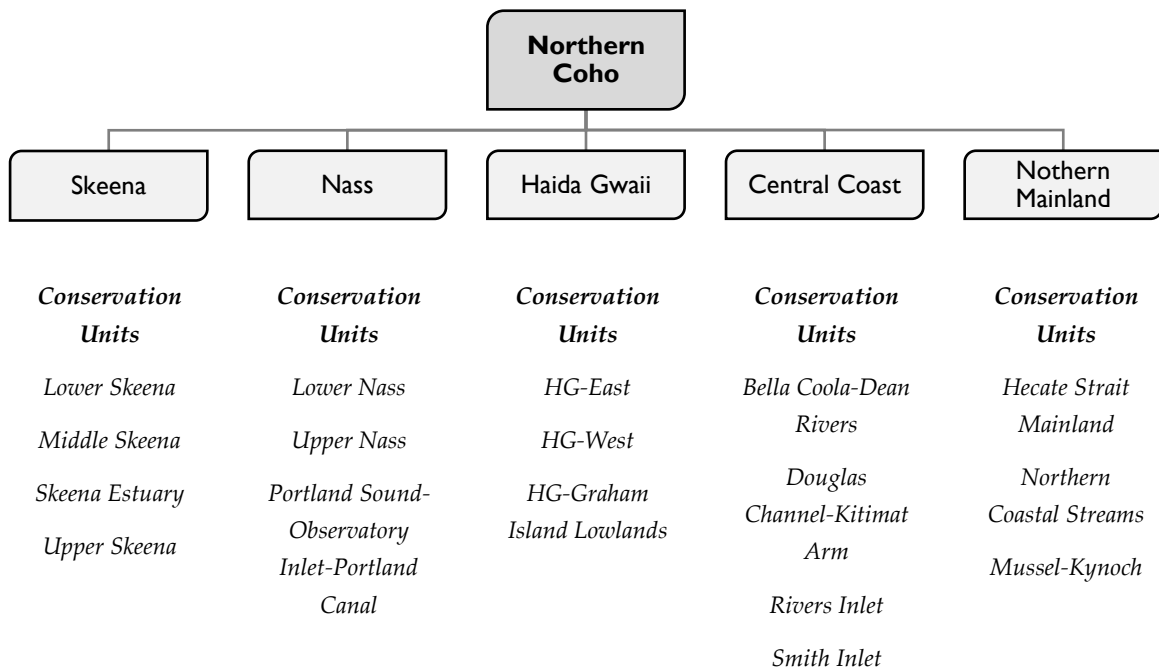 Northern
Coho
Skeena
Nass
Haida Gwaii
Central Coast
Nothern
Mainland
Conservation
Units
Lower Skeena
Middle Skeena
Skeena Estuary
Upper Skeena
Conservation
Units
Lower Nass
Upper Nass
Portland Sound-
Observatory
Inlet-Portland
Canal
Conservation
Units
HG-East
HG-West
HG-Graham
Island Lowlands
Conservation
Units
Bella Coola-Dean
Rivers
Douglas
Channel-Kitimat
Arm
Rivers Inlet
Smith Inlet
Conservation
Units
Hecate Strait
Mainland
Northern
Coastal Streams
Mussel-Kynoch